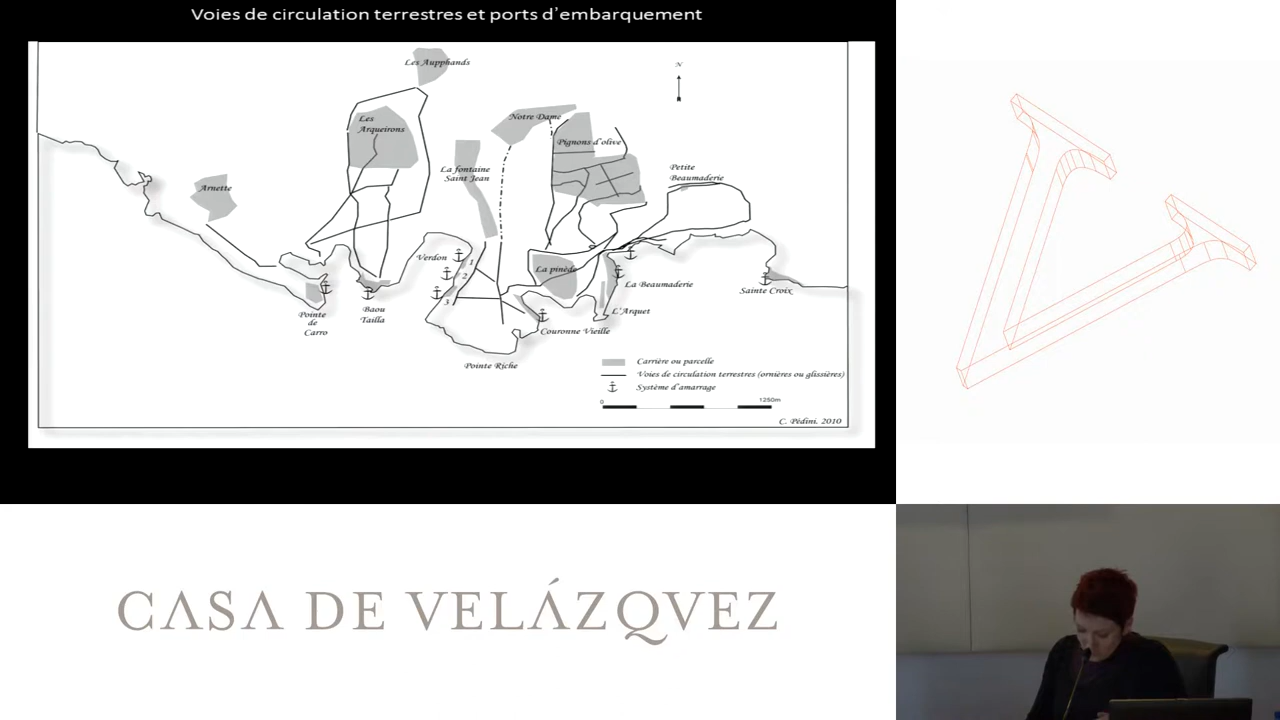 Voies de circulation terrestres et ports d'embarquement
Les Aupphands
N
Les
Arqueirons
Notre Dame
Pignons d'olive
La fontaine
Saint Jean
Petite
Beaumaderie
Arnette
Verdon
1
2
3
La pinède
La Beaumaderie
Sainte Croix
Pointe
de
Carro
Baou
Tailla
L'Arquet
Couronne Vieille
Pointe Riche
Carrière ou parcelle
Voies de circulation terrestres (ornières ou glissières)
Système d'amarrage
0
1250m
C. Pédini. 2010
CASA DE VELÁZQVEZ